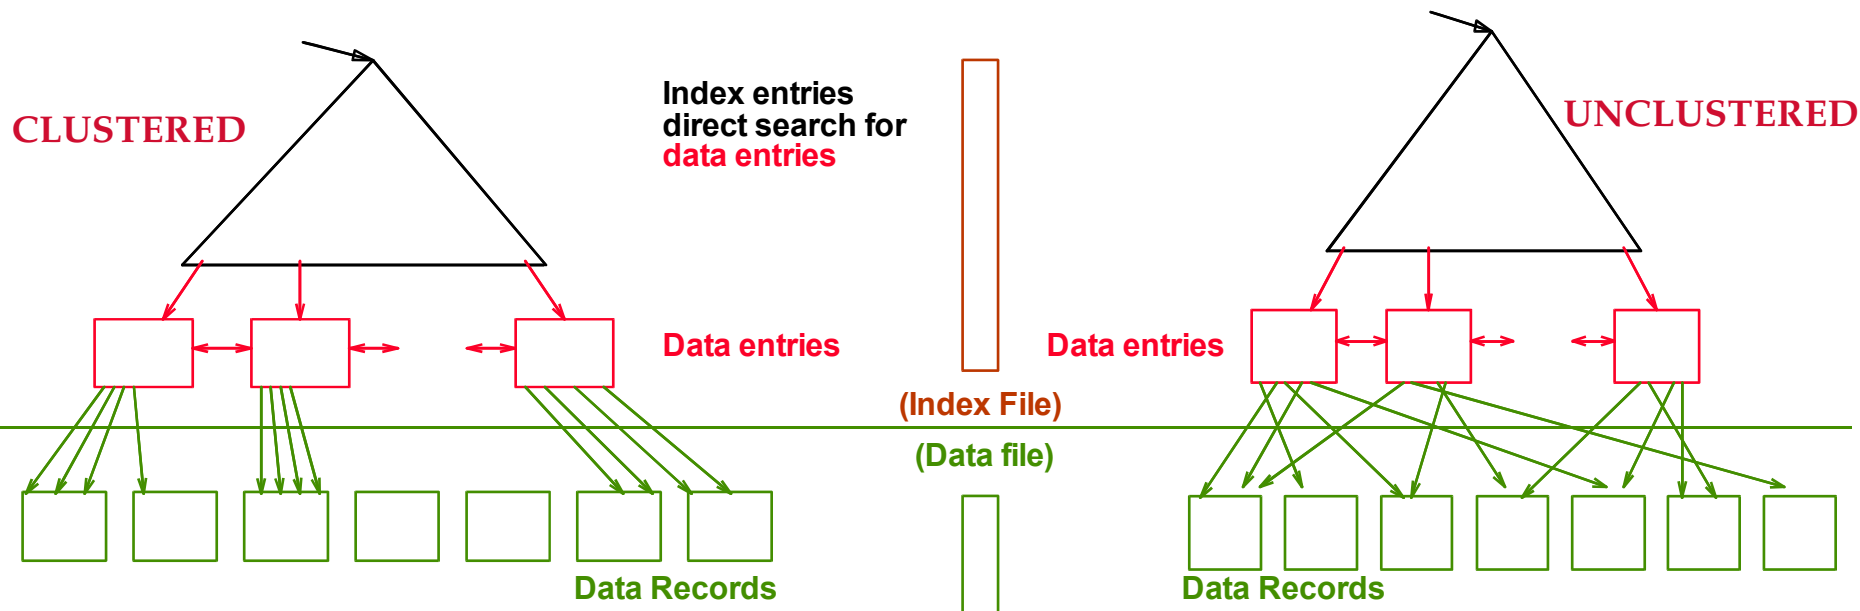 CLUSTERED
Index entries
direct search for
data entries
UNCLUSTERED
Data entries
Data entries
(Index File)
(Data file)
Data Records
Data Records